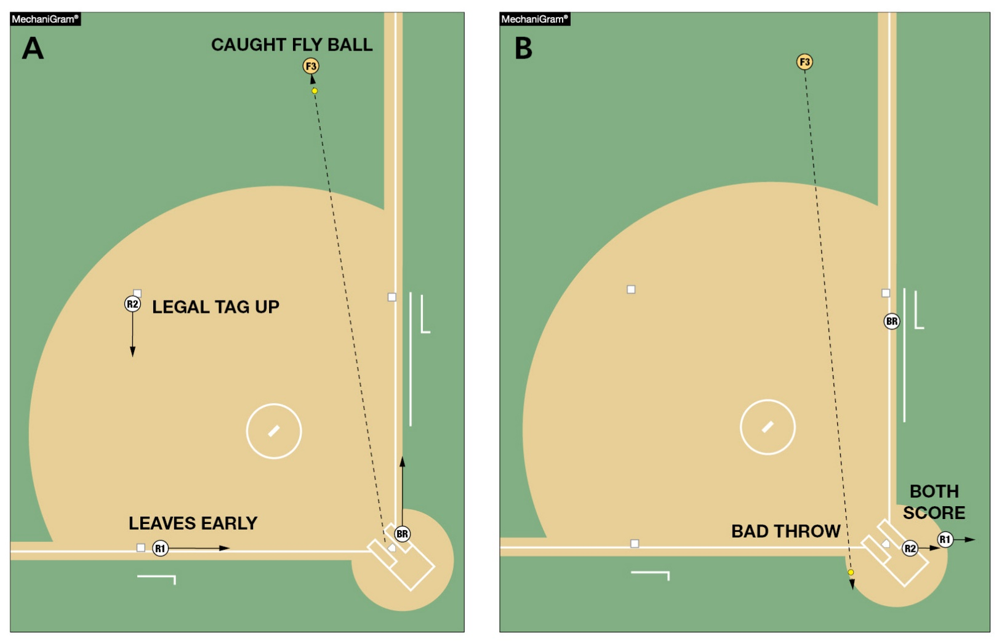 MechaniGram®
A
CAUGHT FLY BALL
F3
R2
LEGAL TAG UP
LEAVES EARLY
R1
BR
MechaniGram®
B
F3
BR
BOTH
SCORE
BAD THROW
R1
R2